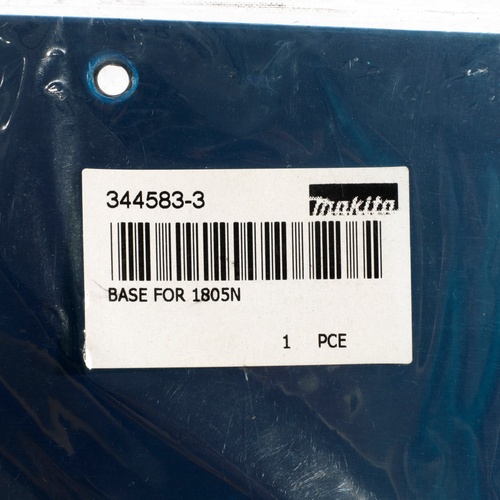 344583-3
makita
BASE FOR 1805N
1 PCE